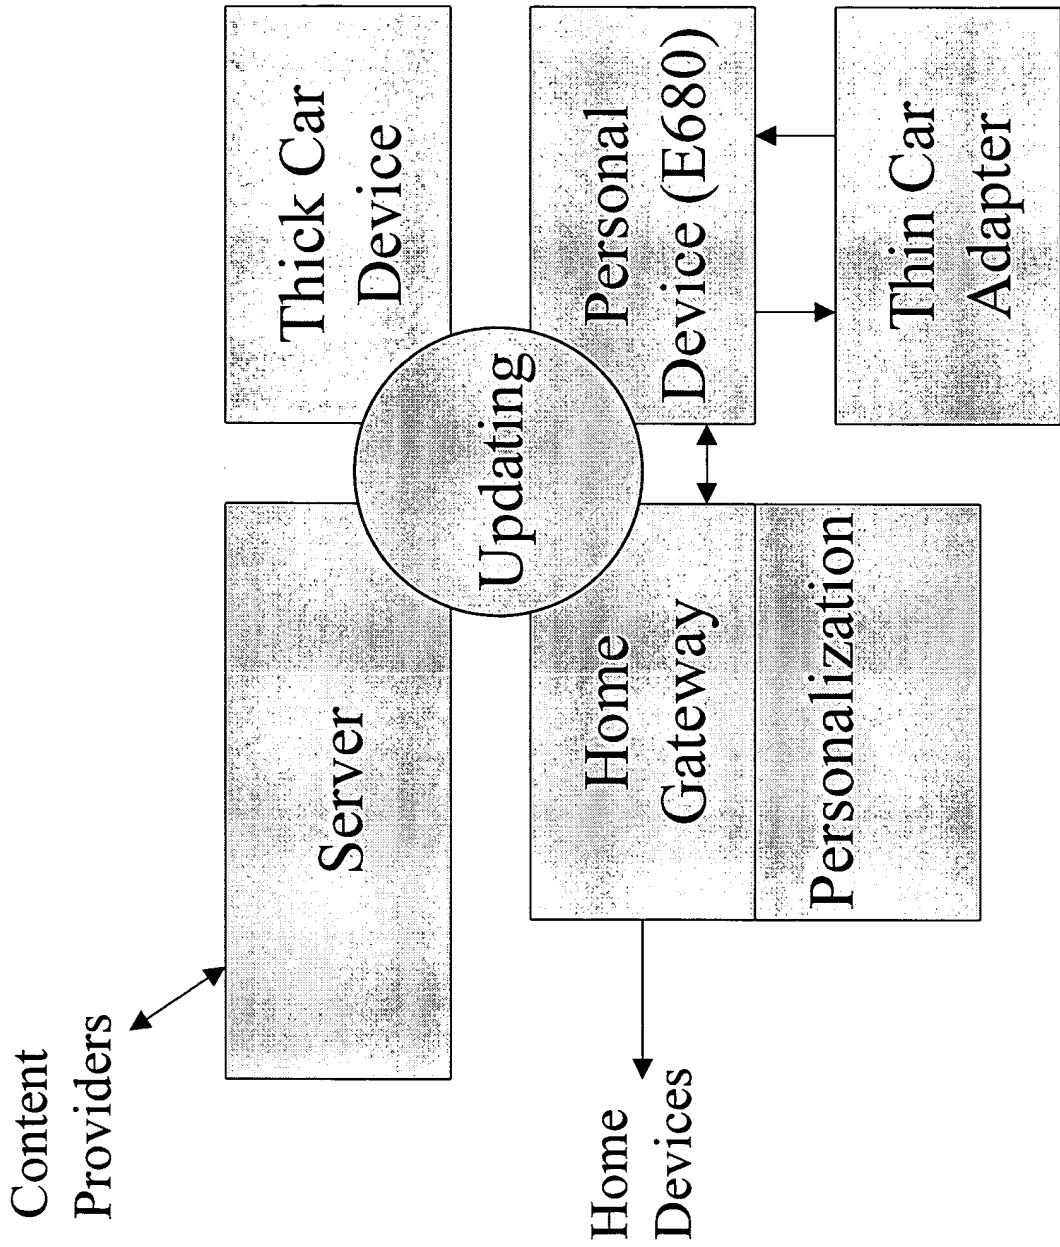 Content
Providers
Server
Thick Car
Device
Updating
Home
Devices
Home
Gateway
Personal
Device (E680)
Personalization
Thin Car
Adapter